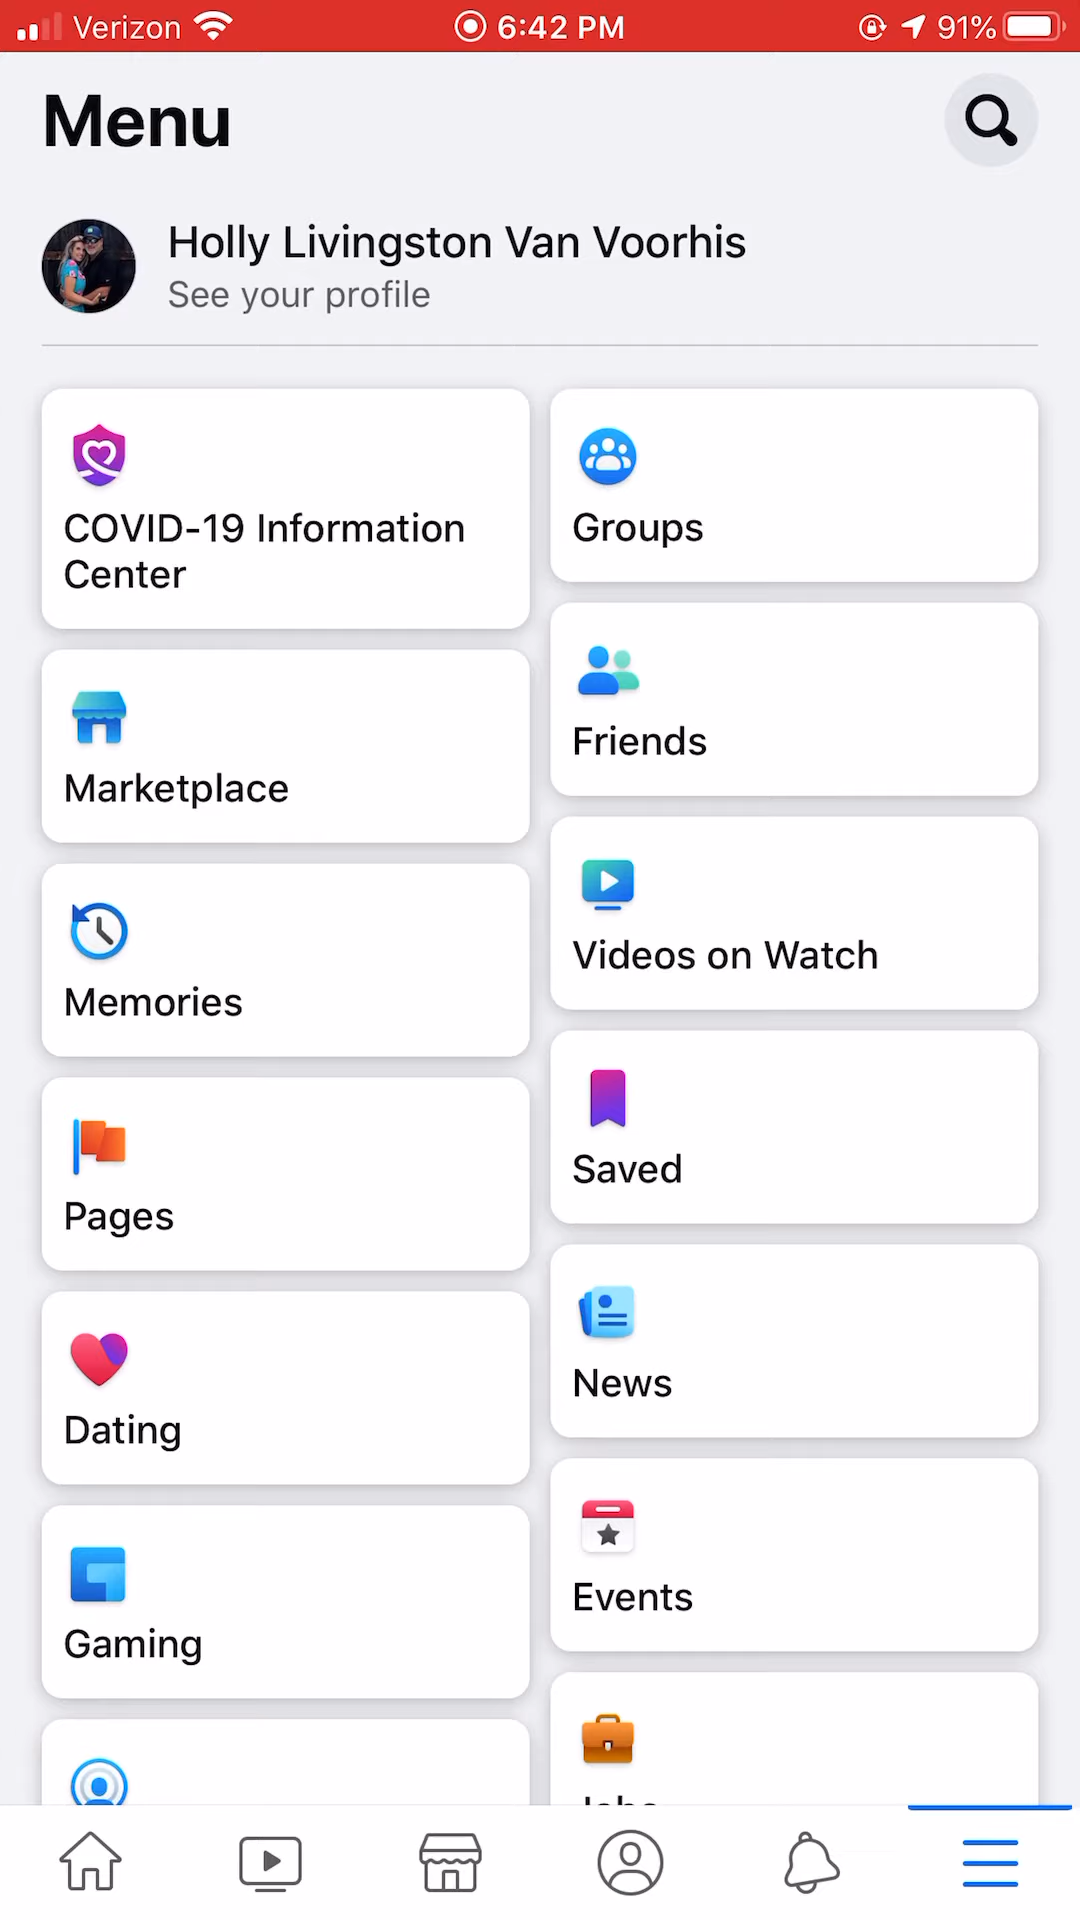 Verizon 6:42 PM 91%
Menu
Holly Livingston Van Voorhis
See your profile
COVID-19 Information
Center
Groups
Marketplace
Friends
Memories
Videos on Watch
Pages
Saved
Dating
News
Gaming
Events